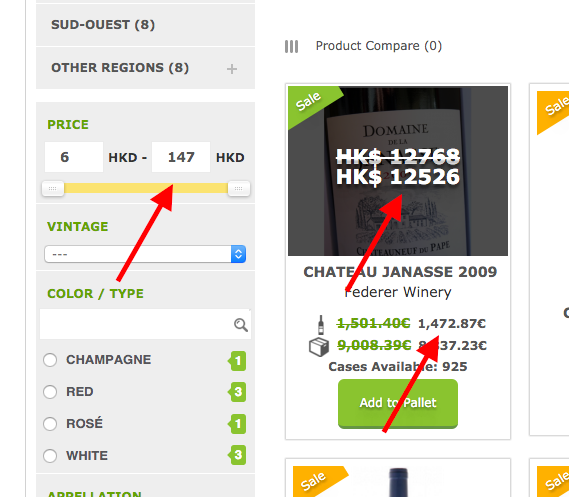 SUD-OUEST (8)
OTHER REGIONS (8) +
PRICE
6 HKD - 147 HKD
VINTAGE
---
COLOR / TYPE
CHAMPAGNE 1
RED 3
ROSÉ 1
WHITE 3
APPELLATION
Product Compare (0)
Sale
DOMAINE
DE LA
HK$ 12768
HK$ 12526
CHATEAUNEUF DU PAPE
CHATEAU JANASSE 2009
Federer Winery
1,501.40€ 1,472.87€
9,008.39€ 37.23€
Cases Available: 925
Add to Pallet
Sale
Sale
Sale